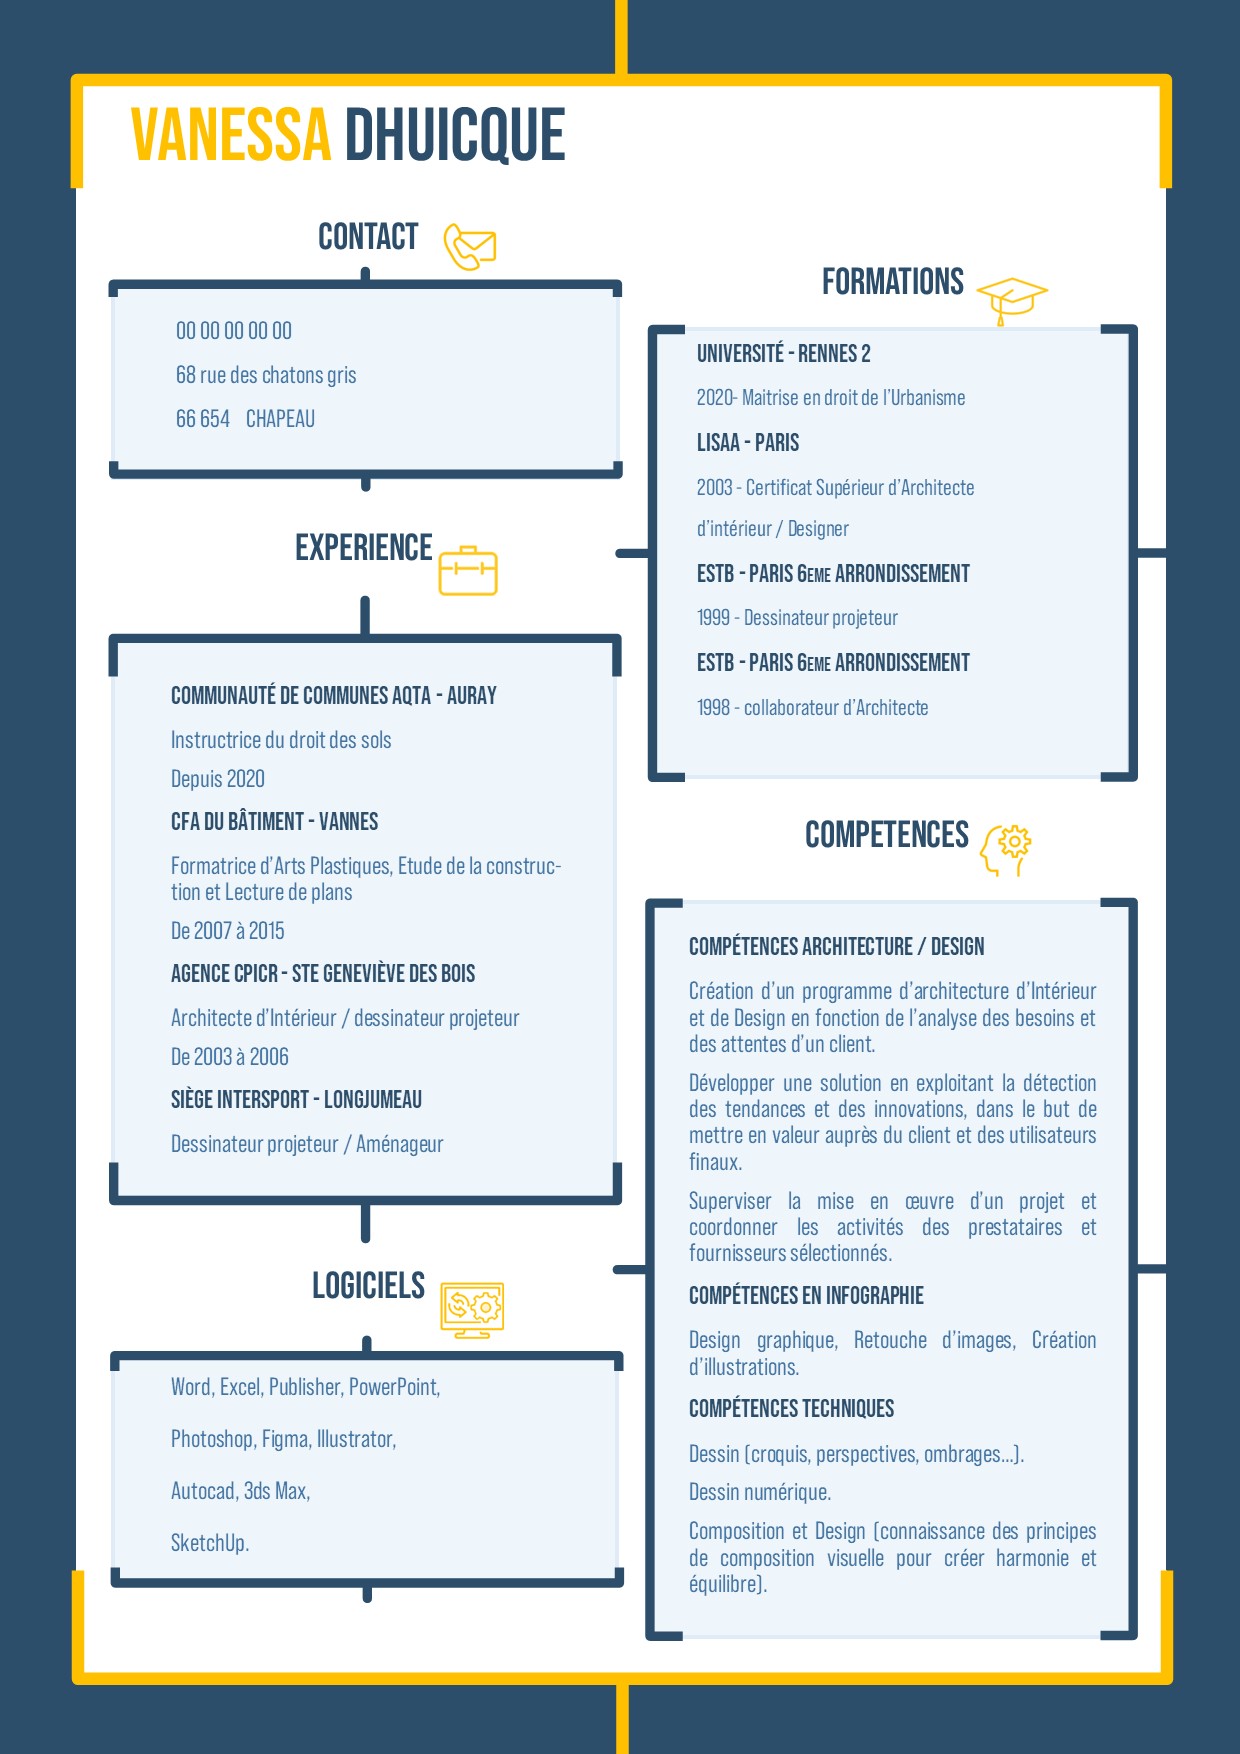 VANESSA DHUICQUE
CONTACT
00 00 00 00 00
68 rue des chatons gris
66 654 CHAPEAU
EXPERIENCE
COMMUNAUTÉ DE COMMUNES AQTA - AURAY
Instructrice du droit des sols
Depuis 2020
CFA DU BÂTIMENT - VANNES
Formatrice d'Arts Plastiques, Etude de la construc-
tion et Lecture de plans
De 2007 à 2015
AGENCE CPICR - STE GENEVIÈVE DES BOIS
Architecte d'Intérieur / dessinateur projeteur
De 2003 à 2006
SIÈGE INTERSPORT - LONGJUMEAU
Dessinateur projeteur / Aménageur
LOGICIELS
Word, Excel, Publisher, PowerPoint,
Photoshop, Figma, Illustrator,
Autocad, 3ds Max,
SketchUp.
FORMATIONS
UNIVERSITÉ - RENNES 2
2020- Maitrise en droit de l'Urbanisme
LISAA - PARIS
2003 - Certificat Supérieur d'Architecte
d'intérieur / Designer
ESTB - PARIS 6EME ARRONDISSEMENT
1999 - Dessinateur projeteur
ESTB - PARIS 6EME ARRONDISSEMENT
1998 - collaborateur d'Architecte
COMPETENCES
COMPÉTENCES ARCHITECTURE / DESIGN
Création d'un programme d'architecture d'Intérieur
et de Design en fonction de l'analyse des besoins et
des attentes d'un client.
Développer une solution en exploitant la détection
des tendances et des innovations, dans le but de
mettre en valeur auprès du client et des utilisateurs
finaux.
Superviser la mise en œuvre d'un projet et
coordonner les activités des prestataires et
fournisseurs sélectionnés.
COMPÉTENCES EN INFOGRAPHIE
Design graphique, Retouche d'images, Création
d'illustrations.
COMPÉTENCES TECHNIQUES
Dessin (croquis, perspectives, ombrages...).
Dessin numérique.
Composition et Design (connaissance des principes
de composition visuelle pour créer harmonie et
équilibre).